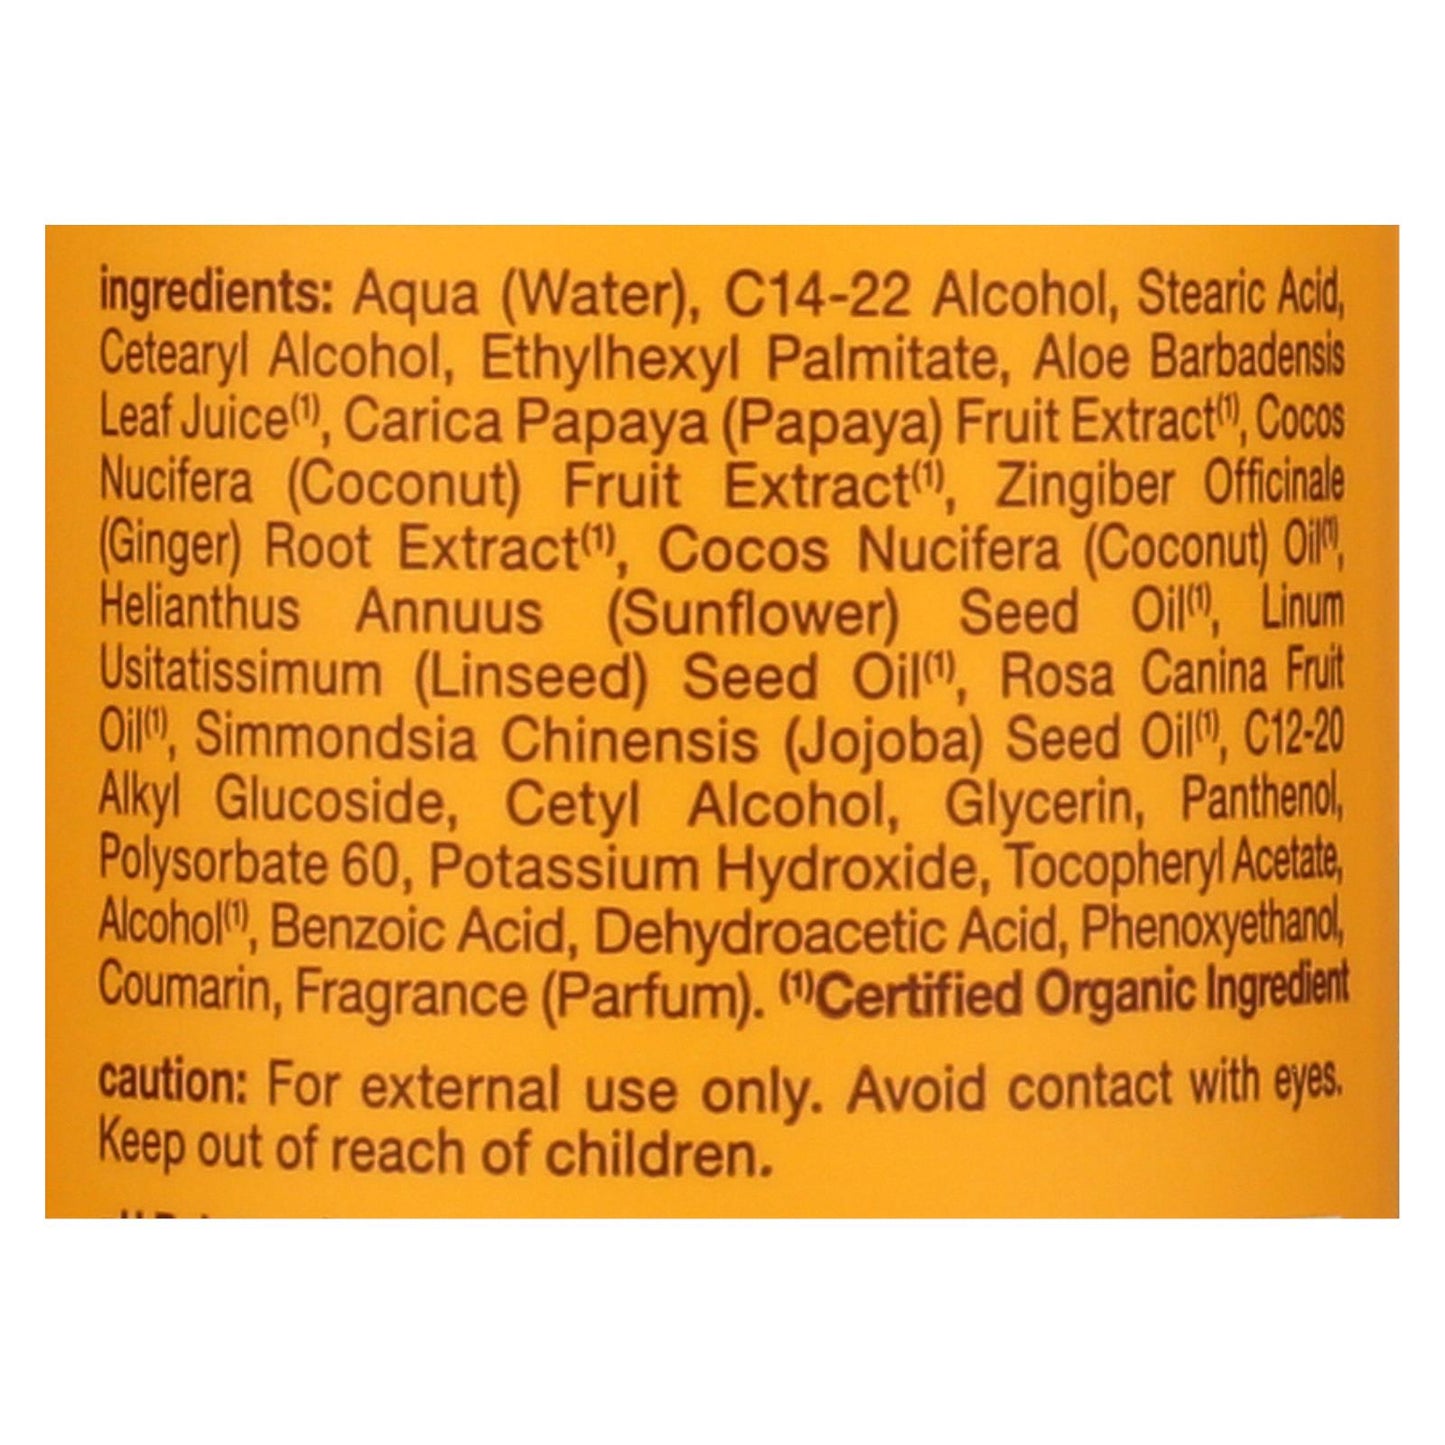 ingredients: Aqua (Water), C14-22 Alcohol, Stearic Acid,
Cetearyl Alcohol, Ethylhexyl Palmitate, Aloe Barbadensis
Leaf Juice⁽¹⁾, Carica Papaya (Papaya) Fruit Extract⁽¹⁾, Cocos
Nucifera (Coconut) Fruit Extract⁽¹⁾, Zingiber Officinale
(Ginger) Root Extract⁽¹⁾, Cocos Nucifera (Coconut) Oil⁽¹⁾,
Helianthus Annuus (Sunflower) Seed Oil⁽¹⁾, Linum
Usitatissimum (Linseed) Seed Oil⁽¹⁾, Rosa Canina Fruit
Oil⁽¹⁾, Simmondsia Chinensis (Jojoba) Seed Oil⁽¹⁾, C12-20
Alkyl Glucoside, Cetyl Alcohol, Glycerin, Panthenol,
Polysorbate 60, Potassium Hydroxide, Tocopheryl Acetate,
Alcohol⁽¹⁾, Benzoic Acid, Dehydroacetic Acid, Phenoxyethanol,
Coumarin, Fragrance (Parfum). ⁽¹⁾Certified Organic Ingredient
caution: For external use only. Avoid contact with eyes.
Keep out of reach of children.